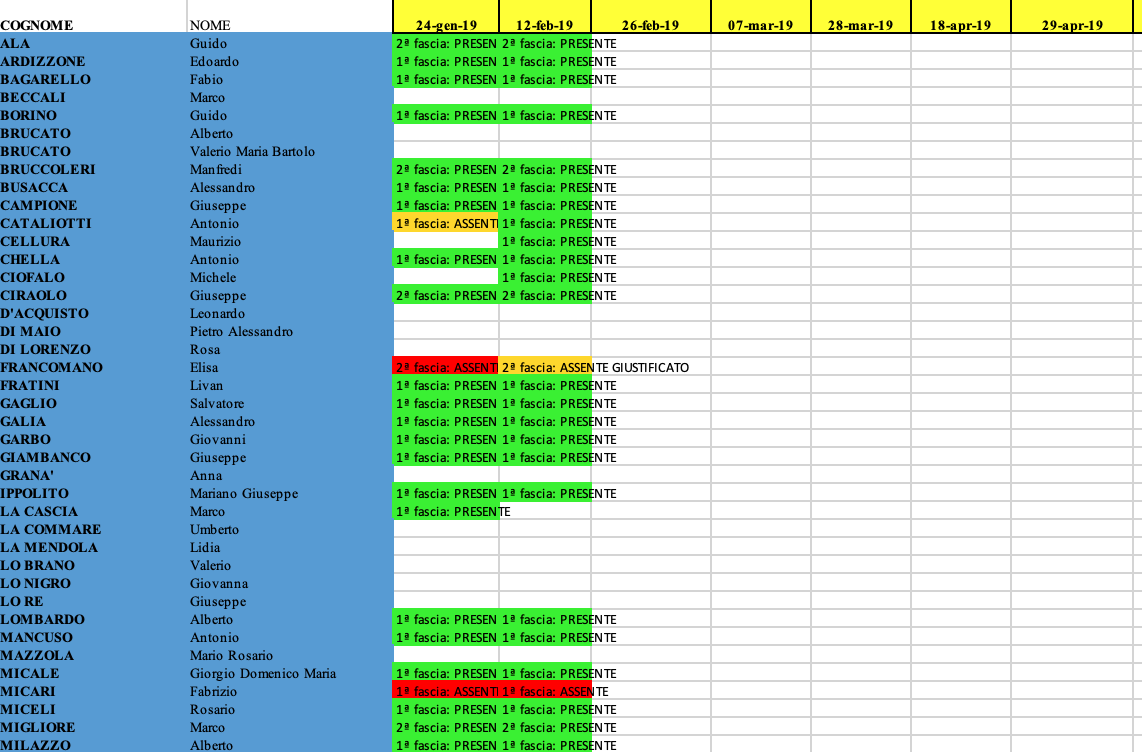 COGNOME NOME 24-gen-19 12-feb-19 26-feb-19 07-mar-19 28-mar-19 18-apr-19 29-apr-19
ALA Guido 2ª fascia: PRESEN 2ª fascia: PRESENTE
ARDIZZONE Edoardo 1ª fascia: PRESEN 1ª fascia: PRESENTE
BAGARELLO Fabio 1ª fascia: PRESEN 1ª fascia: PRESENTE
BECCALI Marco
BORINO Guido 1ª fascia: PRESEN 1ª fascia: PRESENTE
BRUCATO Alberto
BRUCATO Valerio Maria Bartolo
BRUCCOLERI Manfredi 2ª fascia: PRESEN 2ª fascia: PRESENTE
BUSACCA Alessandro 1ª fascia: PRESEN 1ª fascia: PRESENTE
CAMPIONE Giuseppe 1ª fascia: PRESEN 1ª fascia: PRESENTE
CATALIOTTI Antonio 1ª fascia: ASSENTI 1ª fascia: PRESENTE
CELLURA Maurizio 1ª fascia: PRESENTE
CHELLA Antonio 1ª fascia: PRESEN 1ª fascia: PRESENTE
CIOFALO Michele 1ª fascia: PRESENTE
CIRAOLO Giuseppe 2ª fascia: PRESEN 2ª fascia: PRESENTE
D'ACQUISTO Leonardo
DI MAIO Pietro Alessandro
DI LORENZO Rosa
FRANCOMANO Elisa 2ª fascia: ASSENT 2ª fascia: ASSENTE GIUSTIFICATO
FRATINI Livan 1ª fascia: PRESEN 1ª fascia: PRESENTE
GAGLIO Salvatore 1ª fascia: PRESEN 1ª fascia: PRESENTE
GALIA Alessandro 1ª fascia: PRESEN 1ª fascia: PRESENTE
GARBO Giovanni 1ª fascia: PRESEN 1ª fascia: PRESENTE
GIAMBANCO Giuseppe 1ª fascia: PRESEN 1ª fascia: PRESENTE
GRANA' Anna
IPPOLITO Mariano Giuseppe 1ª fascia: PRESEN 1ª fascia: PRESENTE
LA CASCIA Marco 1ª fascia: PRESENTE
LA COMMARE Umberto
LA MENDOLA Lidia
LO BRANO Valerio
LO NIGRO Giovanna
LO RE Giuseppe
LOMBARDO Alberto 1ª fascia: PRESEN 1ª fascia: PRESENTE
MANCUSO Antonio 1ª fascia: PRESEN 1ª fascia: PRESENTE
MAZZOLA Mario Rosario
MICALE Giorgio Domenico Maria 1ª fascia: PRESEN 1ª fascia: PRESENTE
MICARI Fabrizio 1ª fascia: ASSENTI 1ª fascia: ASSENTE
MICELI Rosario 1ª fascia: PRESEN 1ª fascia: PRESENTE
MIGLIORE Marco 2ª fascia: PRESEN 2ª fascia: PRESENTE
MILAZZO Alberto 1ª fascia: PRESEN 1ª fascia: PRESENTE